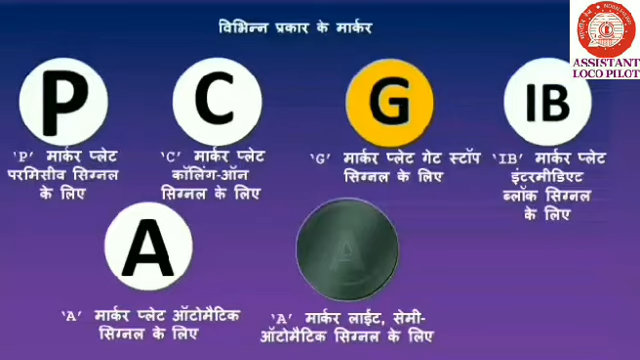 विभिन्न प्रकार के मार्कर
ASSISTANT
LOCO PILOT
P
C
G
IB
'P' मार्कर प्लेट
परमिसीव सिग्नल
के लिए
'C' मार्कर प्लेट
कॉलिंग-ऑन
सिग्नल के लिए
'G' मार्कर प्लेट गेट स्टॉप
सिग्नल के लिए
'IB' मार्कर प्लेट
इंटरमीडिएट
ब्लॉक सिग्नल
के लिए
A
A
'A' मार्कर प्लेट ऑटोमैटिक
सिग्नल के लिए
'A' मार्कर लाईट, सेमी-
ऑटोमैटिक सिग्नल के लिए